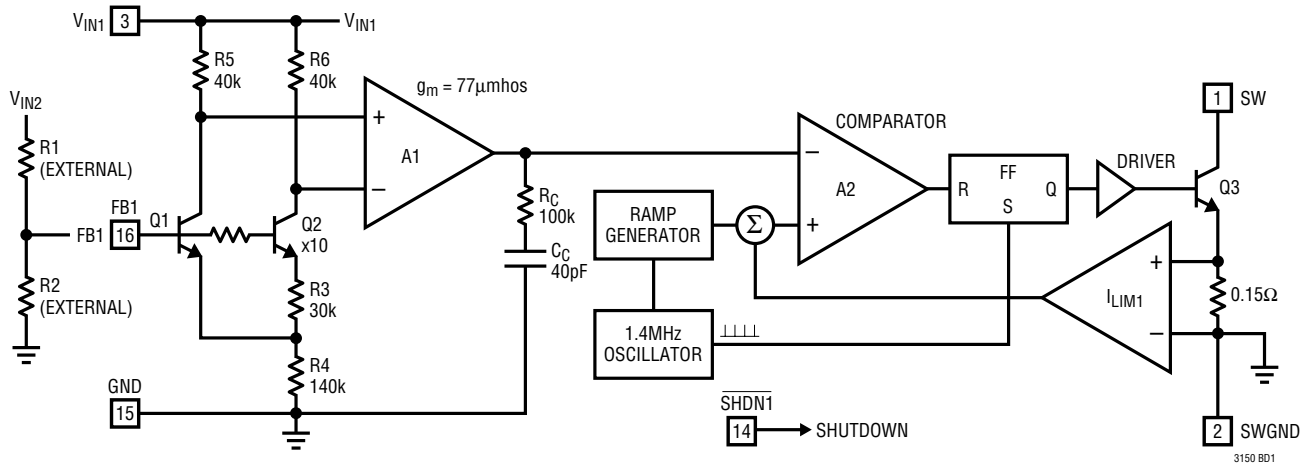 VIN1
3
VIN1
R5
40k
R6
40k
gm = 77µmhos
VIN2
R1
(EXTERNAL)
+
A1
−
COMPARATOR
−
A2
+
1
SW
DRIVER
R
FF
S
Q
Q3
FB1
FB1
16
Q1
Q2
x10
RC
100k
RAMP
GENERATOR
Σ
CC
40pF
R2
(EXTERNAL)
R3
30k
+
ILIM1
−
0.15Ω
1.4MHz
OSCILLATOR
R4
140k
GND
15
SHDN1
14
SHUTDOWN
2
SWGND
3150 BD1